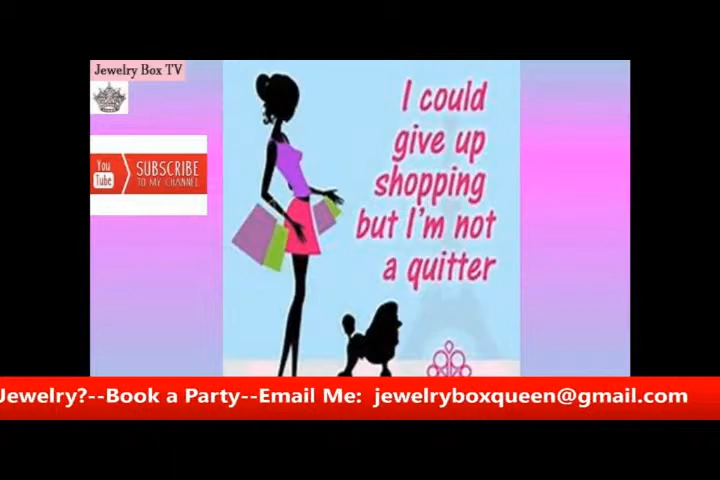 Jewelry Box TV
You
Tube
SUBSCRIBE
TO MY CHANNEL
I could
give up
shopping
but I'm not
a quitter
Jewelry?--Book a Party--Email Me: jewelryboxqueen@gmail.com